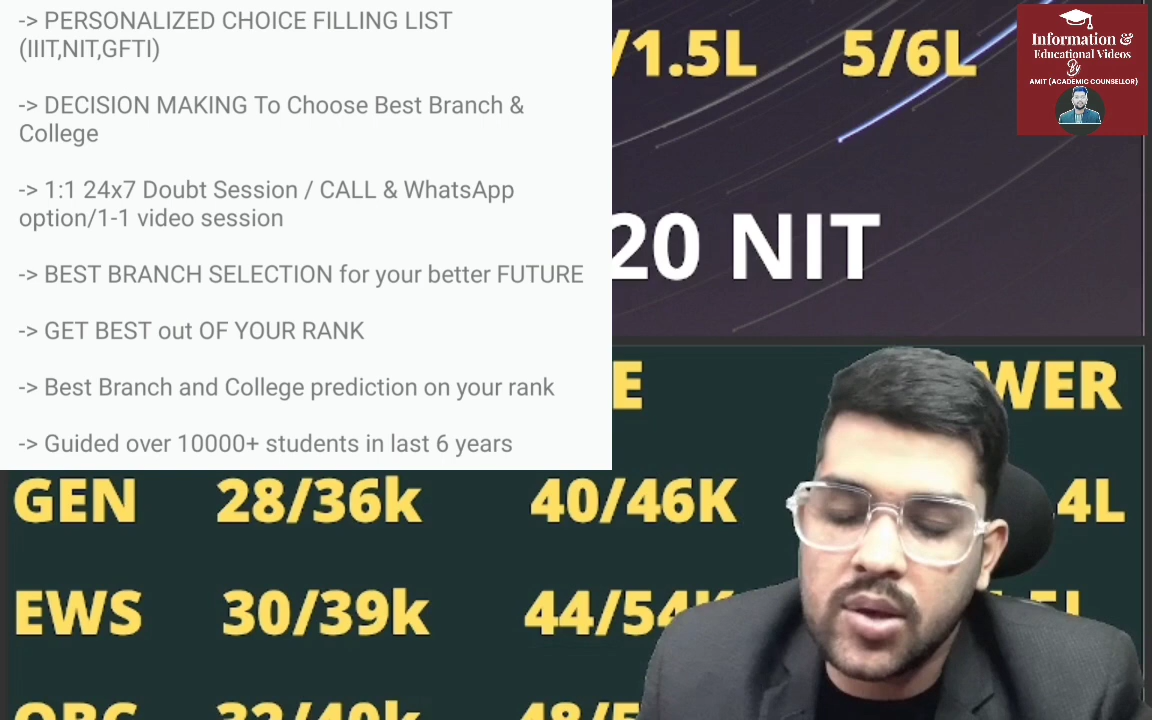 -> PERSONALIZED CHOICE FILLING LIST
(IIIT,NIT,GFTI)
-> DECISION MAKING To Choose Best Branch &
College
-> 1:1 24x7 Doubt Session / CALL & WhatsApp
option/1-1 video session
-> BEST BRANCH SELECTION for your better FUTURE
-> GET BEST out OF YOUR RANK
-> Best Branch and College prediction on your rank
-> Guided over 10000+ students in last 6 years
/1.5L 5/6L
Information &
Educational Videos
By
AMIT (ACADEMIC COUNSELLOR)
20 NIT
GEN 28/36k 40/46K
EWS 30/39k
OBC 32/40k